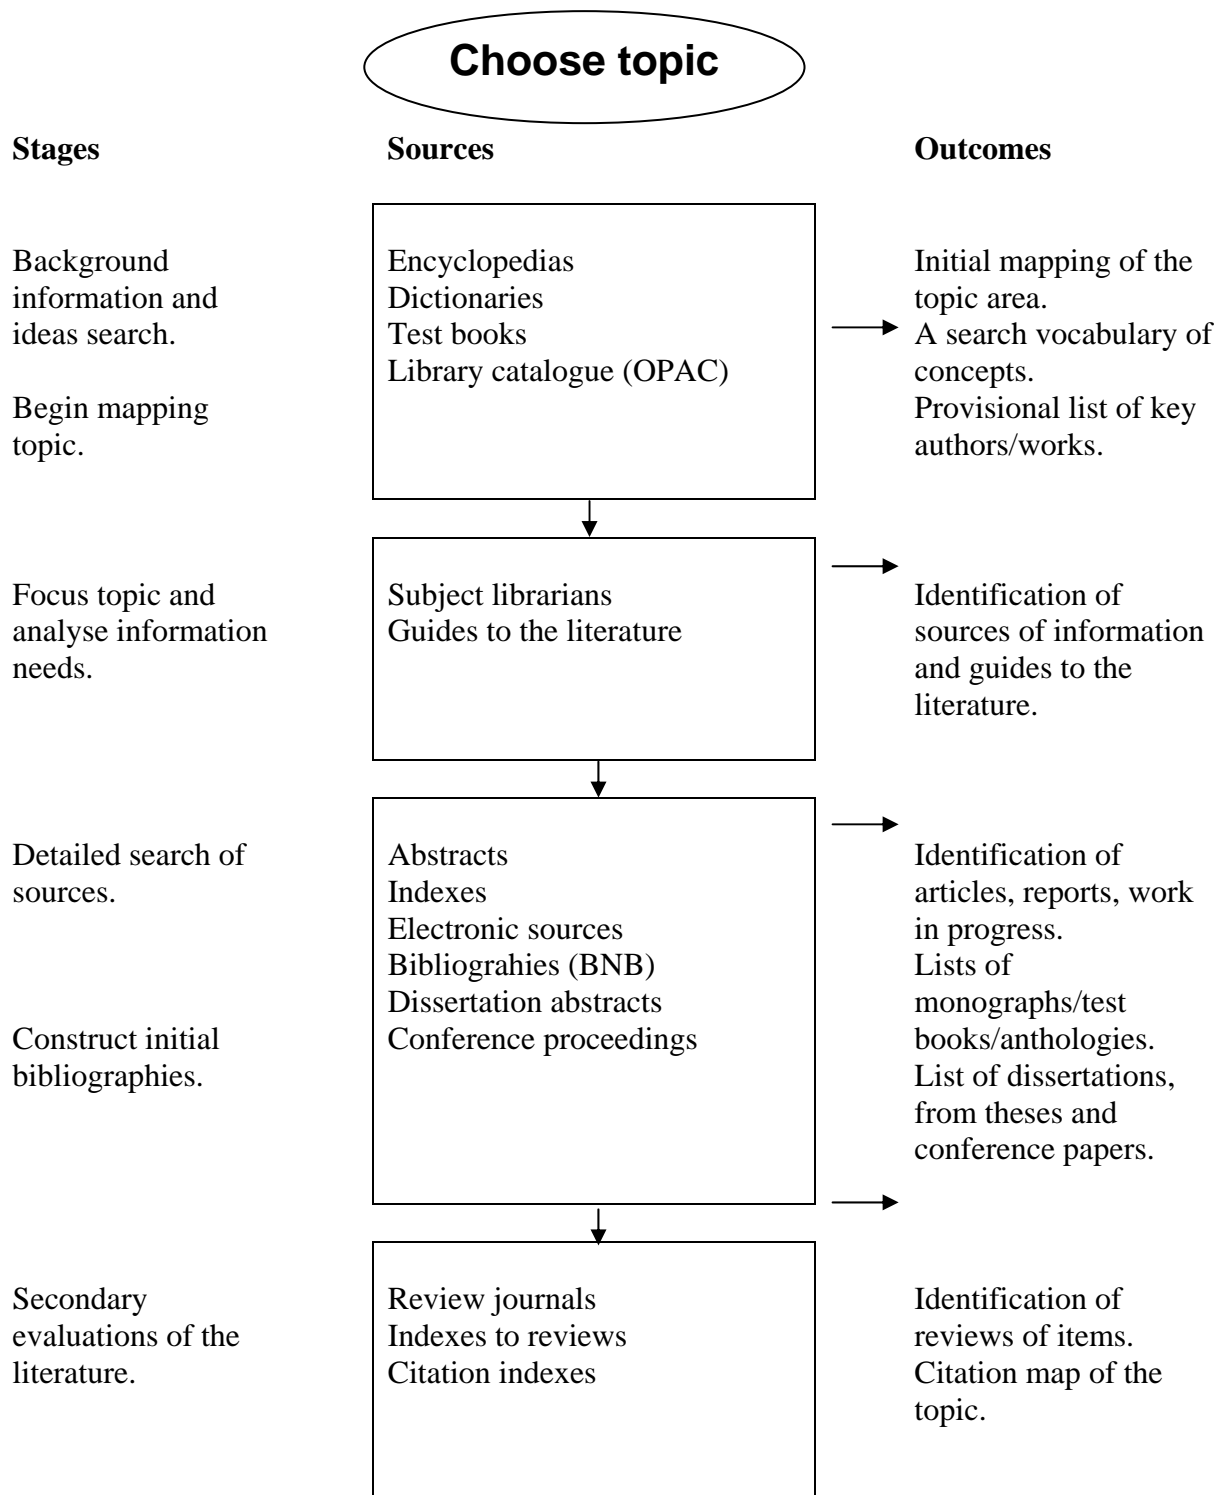 Choose topic
Stages
Sources
Outcomes
Background
information and
ideas search.
Begin mapping
topic.
Encyclopedias
Dictionaries
Test books
Library catalogue (OPAC)
Initial mapping of the
topic area.
A search vocabulary of
concepts.
Provisional list of key
authors/works.
Focus topic and
analyse information
needs.
Subject librarians
Guides to the literature
Identification of
sources of information
and guides to the
literature.
Detailed search of
sources.
Construct initial
bibliographies.
Abstracts
Indexes
Electronic sources
Bibliograhies (BNB)
Dissertation abstracts
Conference proceedings
Identification of
articles, reports, work
in progress.
Lists of
monographs/test
books/anthologies.
List of dissertations,
from theses and
conference papers.
Secondary
evaluations of the
literature.
Review journals
Indexes to reviews
Citation indexes
Identification of
reviews of items.
Citation map of the
topic.